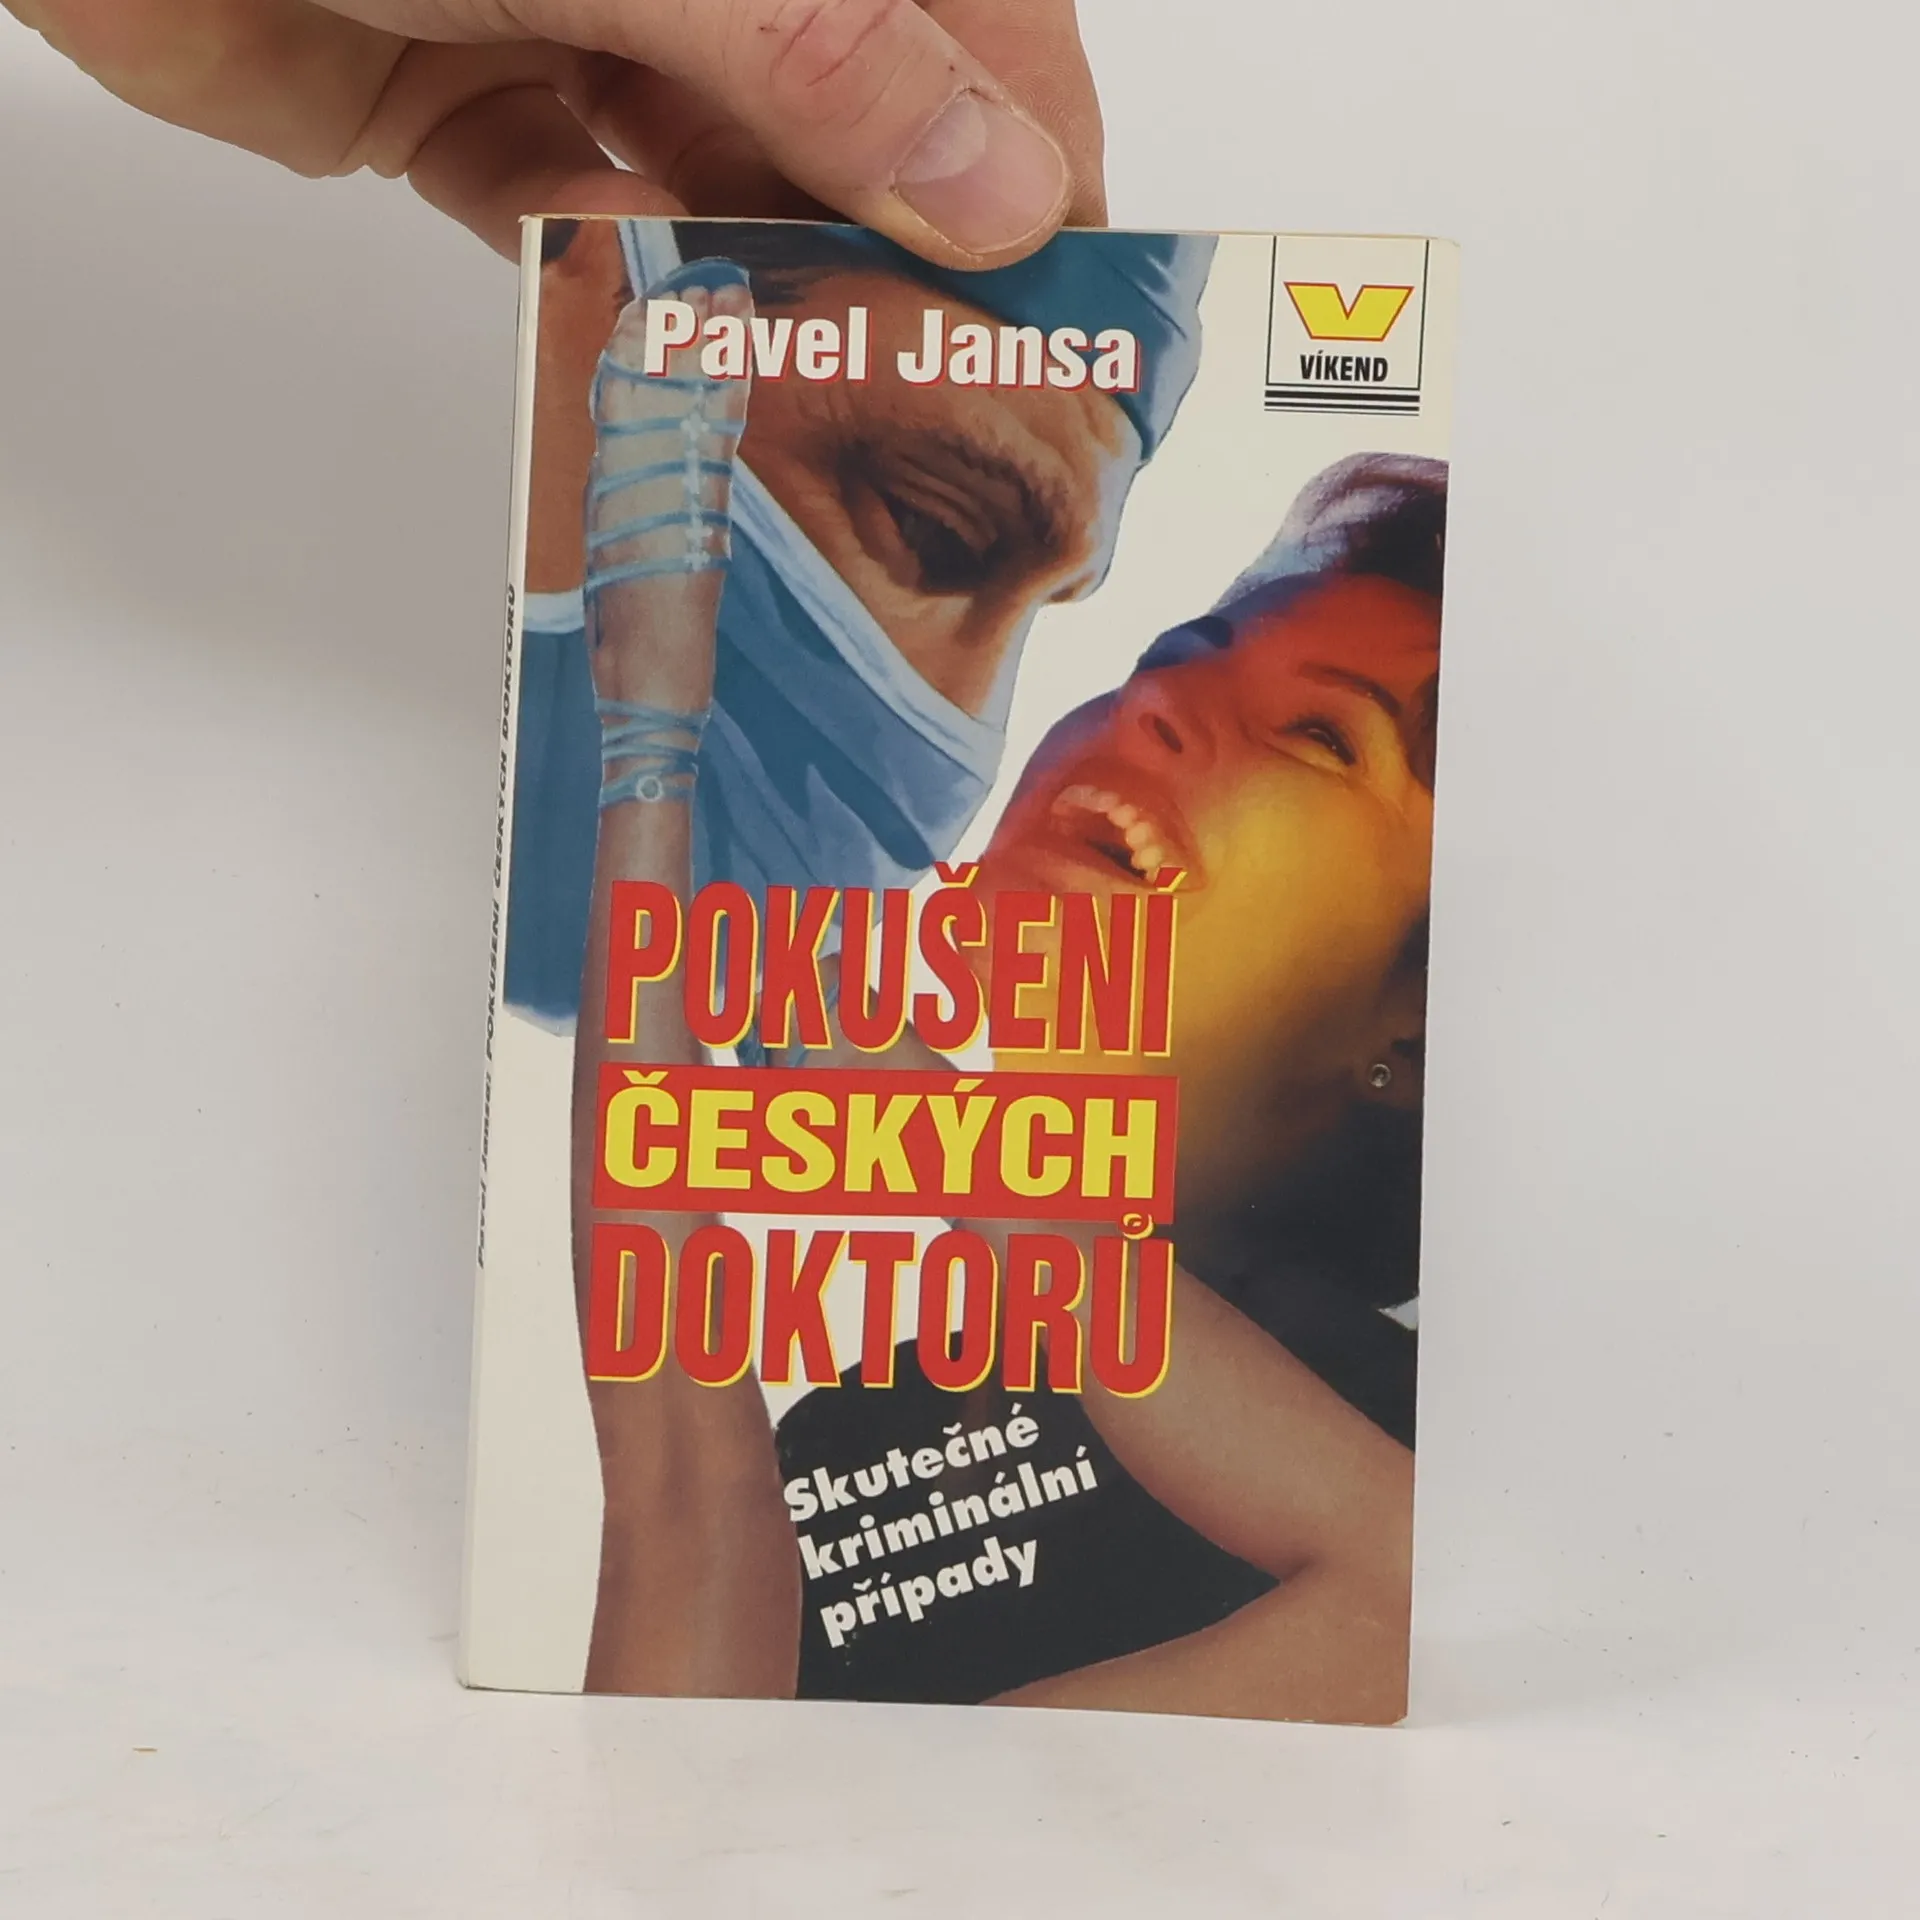 Pavel Jansa
VÍKEND
POKUŠENÍ
ČESKÝCH
DOKTORŮ
Skutečné
kriminální
případy
Pavel Jansa: POKUŠENÍ ČESKÝCH DOKTORŮ